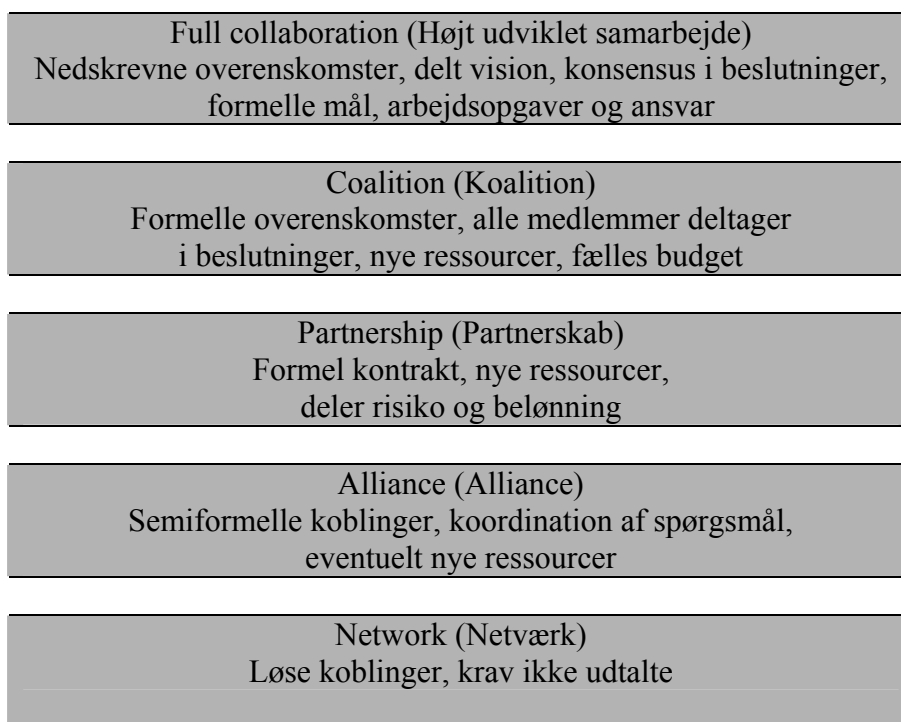 Full collaboration (Højt udviklet samarbejde)
Nedskrevne overenskomster, delt vision, konsensus i beslutninger,
formelle mål, arbejdsopgaver og ansvar
Coalition (Koalition)
Formelle overenskomster, alle medlemmer deltager
i beslutninger, nye ressourcer, fælles budget
Partnership (Partnerskab)
Formel kontrakt, nye ressourcer,
deler risiko og belønning
Alliance (Alliance)
Semiformelle koblinger, koordination af spørgsmål,
eventuelt nye ressourcer
Network (Netværk)
Løse koblinger, krav ikke udtalte